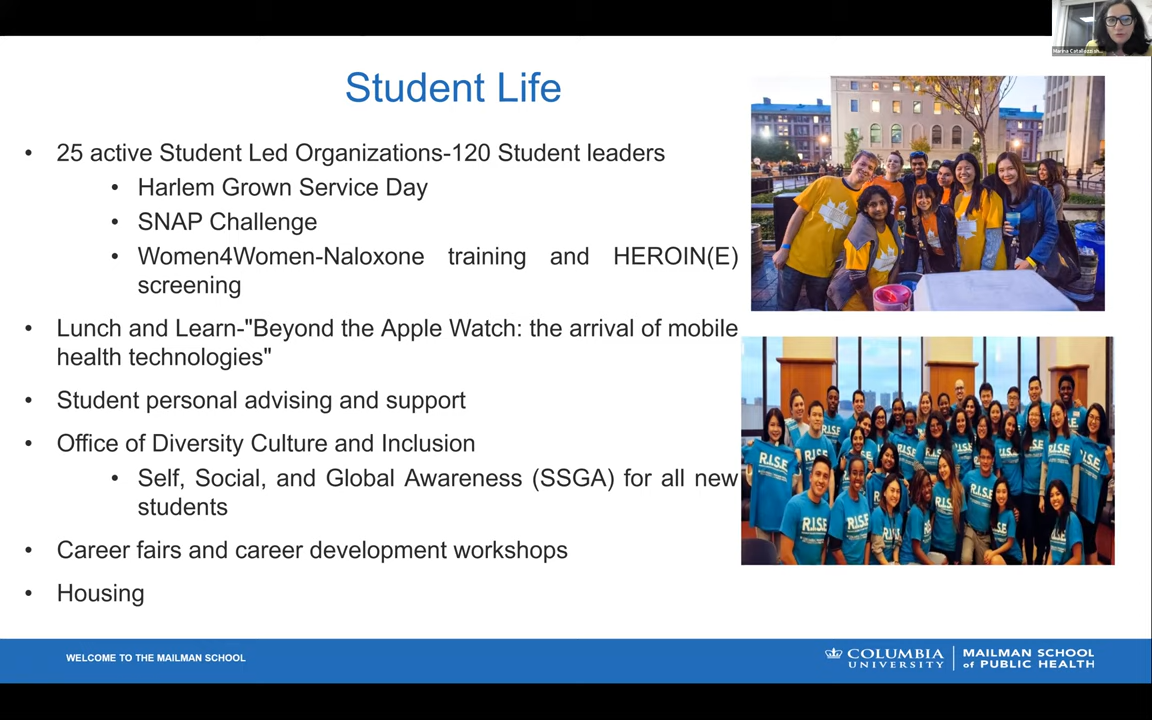 Marina Catallozzi
Student Life
• 25 active Student Led Organizations-120 Student leaders
• Harlem Grown Service Day
• SNAP Challenge
• Women4Women-Naloxone training and HEROIN(E)
screening
• Lunch and Learn-"Beyond the Apple Watch: the arrival of mobile
health technologies"
• Student personal advising and support
• Office of Diversity Culture and Inclusion
• Self, Social, and Global Awareness (SSGA) for all new
students
• Career fairs and career development workshops
• Housing
R.I.S.E
R.I.S.E
R.I.S.E
R.I.S.E
R.I.S.E
R.I.S.E
WELCOME TO THE MAILMAN SCHOOL
COLUMBIA
UNIVERSITY
MAILMAN SCHOOL
of PUBLIC HEALTH